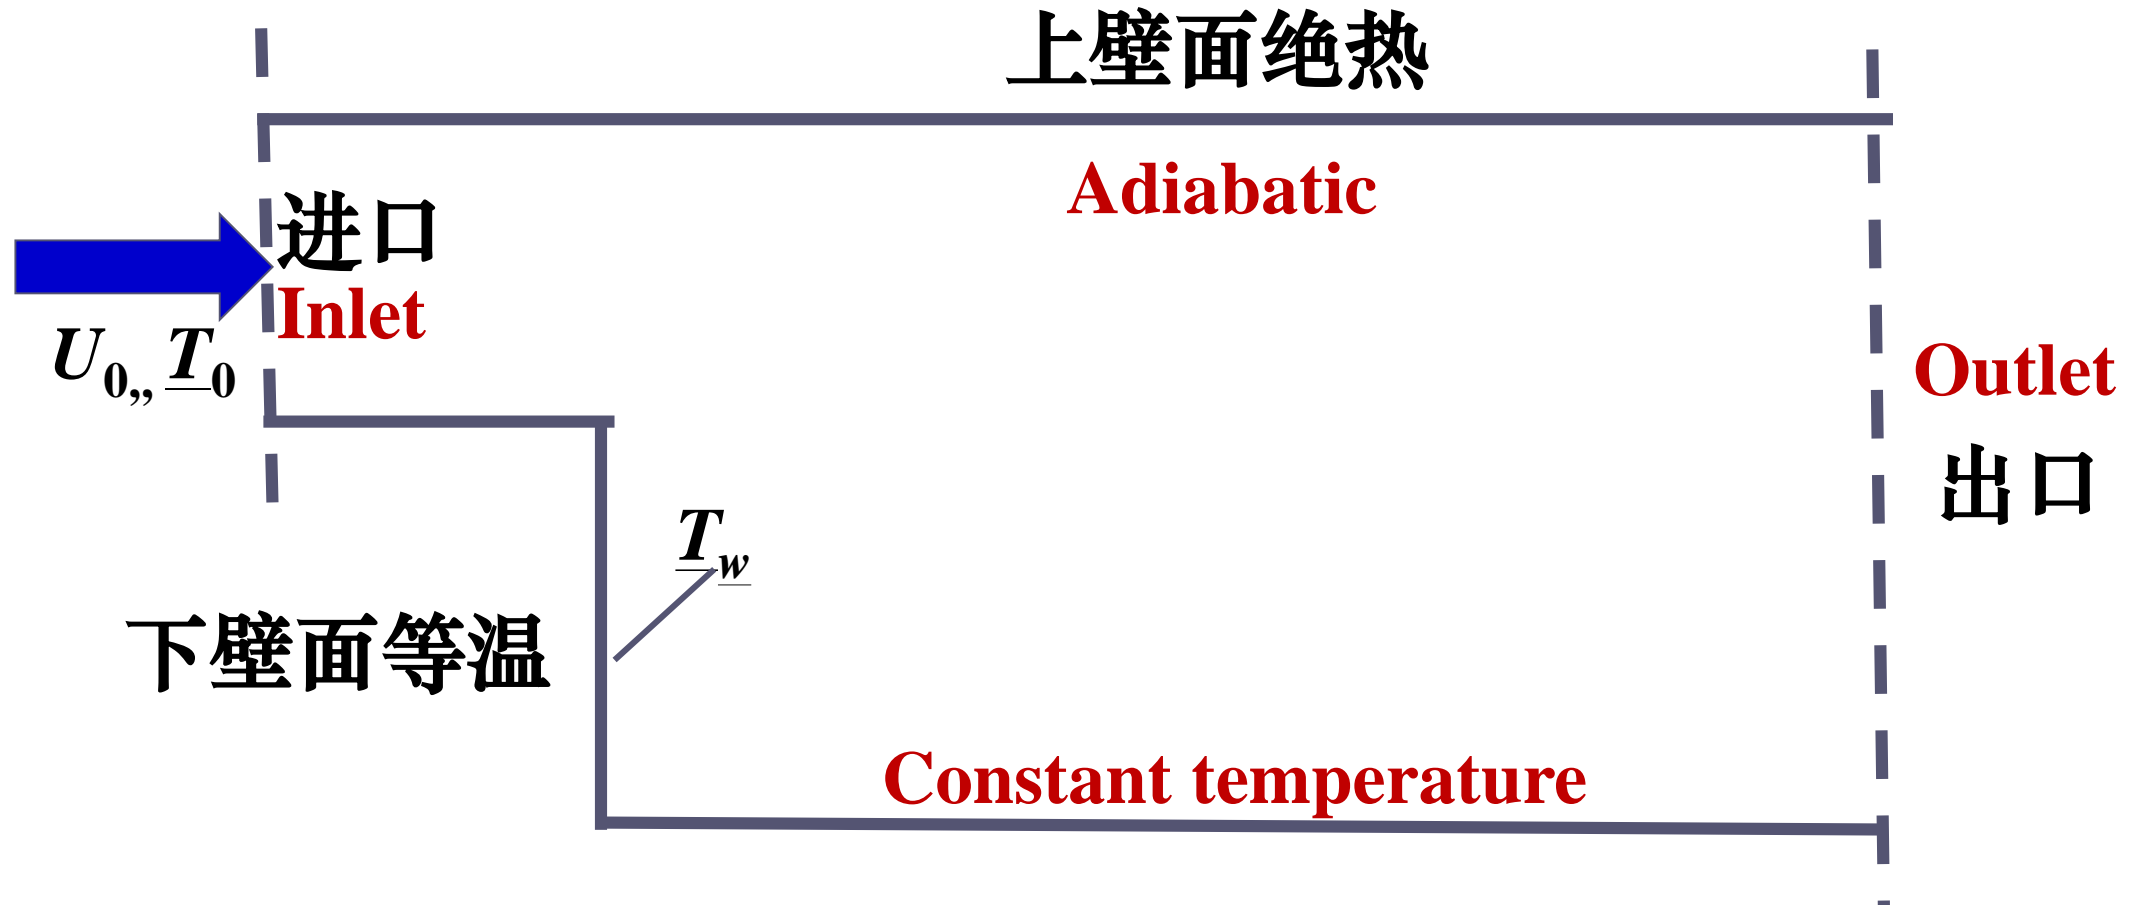 上壁面绝热
Adiabatic
进口
Inlet
U0,, T0
Outlet
出口
Tw
下壁面等温
Constant temperature